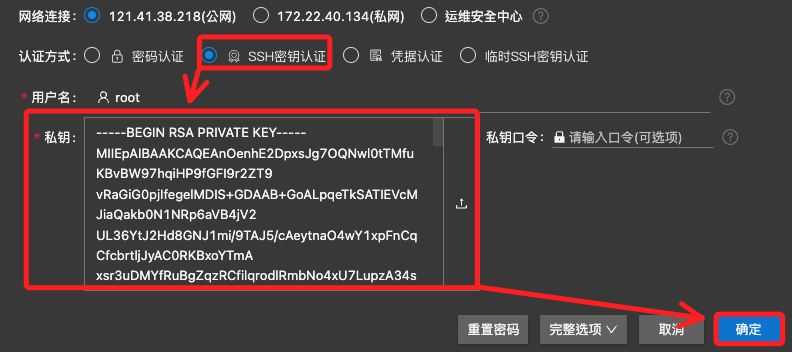 网络连接： 121.41.38.218(公网) 172.22.40.134(私网) 运维安全中心 ?
认证方式： 密码认证 SSH密钥认证 凭据认证 临时SSH密钥认证
* 用户名： root ?
* 私钥： -----BEGIN RSA PRIVATE KEY----- 私钥口令： 请输入口令(可选项) ?
MIIEpAIBAAKCAQEAnOenhE2DpxsJg7OQNwl0tTMfu
KBvBW97hqiHP9fGFI9r2ZT9
vRaGiG0pjIfegelMDIS+GDAAB+GoALpqeTkSATIEVcM
JiaQakb0N1NRp6aVB4jV2
UL36YtJ2Hd8GNJ1mi/9TAJ5/cAeytnaO4wY1xpFnCq
CfcbrtIjJyAC0RKBxoYTmA
xsr3uDMYfRuBgZqzRCfilqrodlRmbNo4xU7LupzA34s
重置密码 完整选项 取消 确定